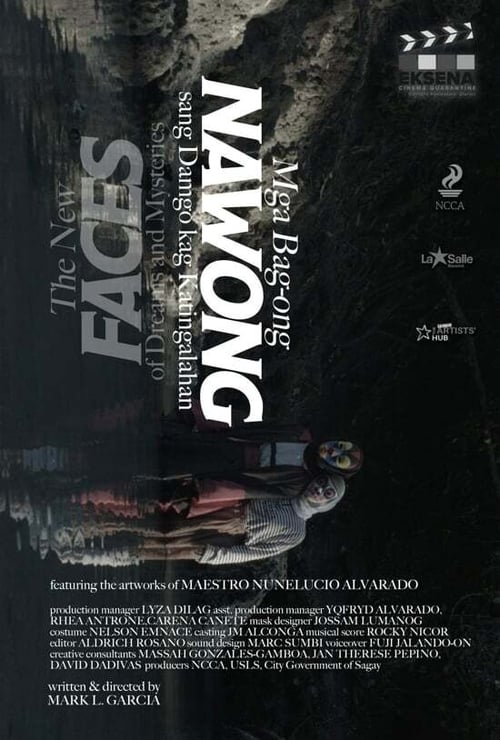 EKSENA
CINEMA QUARANTINE
NCCA
La Salle
ARTISTS'
HUB
Mga Bag-ong
NAWONG
sang Damgo kag Katingalahan
The New
FACES
of Dreams and Mysteries
featuring the artworks of MAESTRO NUNELUCIO ALVARADO
production manager LYZA DILAG asst. production manager YQFRYD ALVARADO,
RHEA ANTRONE,CARENA CANETE mask designer JOSSAM LUMANOG
costume NELSON EMNACE casting JM ALCONGA musical score ROCKY NICOR
editor ALDRICH ROSANO sound design MARC SUMBI voiceover FUJI JALANDO-ON
creative consultants MASSAH GONZALES-GAMBOA, JAN THERESE PEPINO,
DAVID DADIVAS producers NCCA, USLS, City Government of Sagay
written & directed by
MARK L. GARCIA